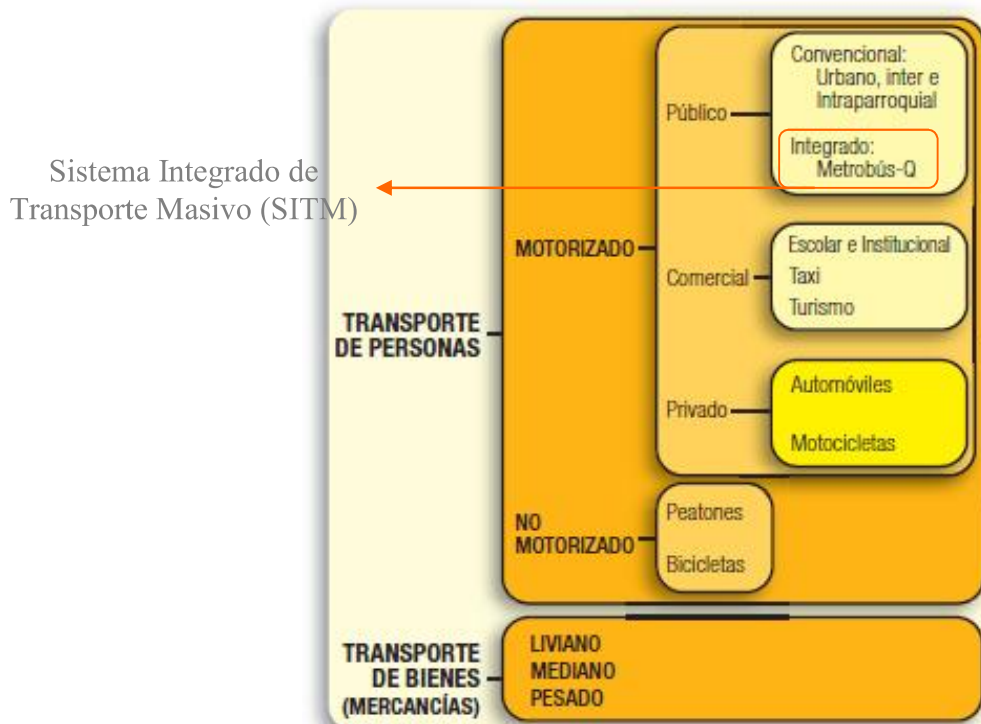 Sistema Integrado de
Transporte Masivo (SITM)
TRANSPORTE
DE PERSONAS
MOTORIZADO
Público
Convencional:
Urbano, inter e
Intraparroquial
Integrado:
Metrobús-Q
Comercial
Escolar e Institucional
Taxi
Turismo
Privado
Automóviles
Motocicletas
NO
MOTORIZADO
Peatones
Bicicletas
TRANSPORTE
DE BIENES
(MERCANCÍAS)
LIVIANO
MEDIANO
PESADO